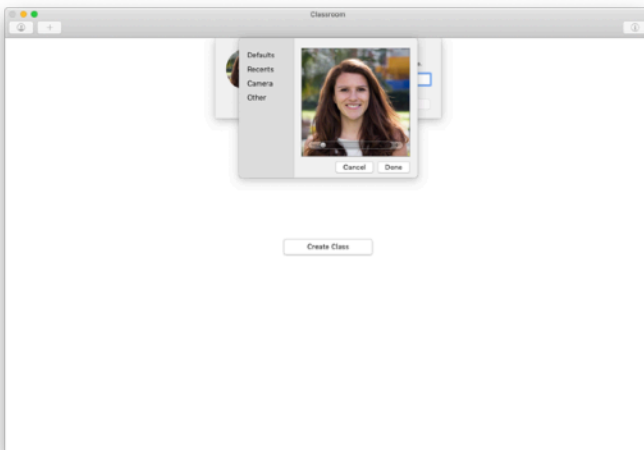 Classroom
Defaults
Recents
Camera
Other
Cancel Done
Create Class